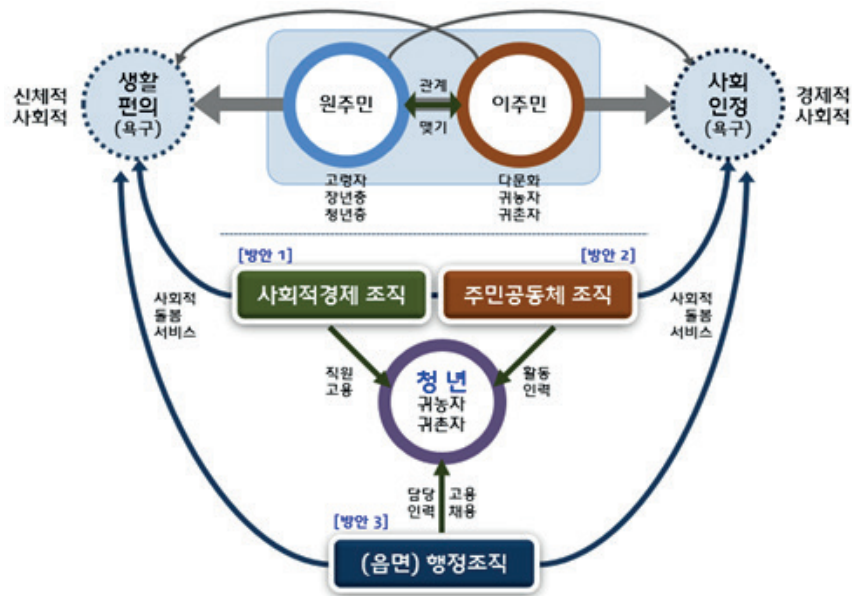 생활
편의
(욕구)
신체적
사회적
원주민
관계
맺기
이주민
사회
인정
(욕구)
경제적
사회적
고령자
장년층
청년층
다문화
귀농자
귀촌자
[방안 1]
[방안 2]
사회적경제 조직
주민공동체 조직
사회적
돌봄
서비스
사회적
돌봄
서비스
직원
고용
청년
귀농자
귀촌자
활동
인력
담당
인력
고용
채용
[방안 3]
(음면) 행정조직